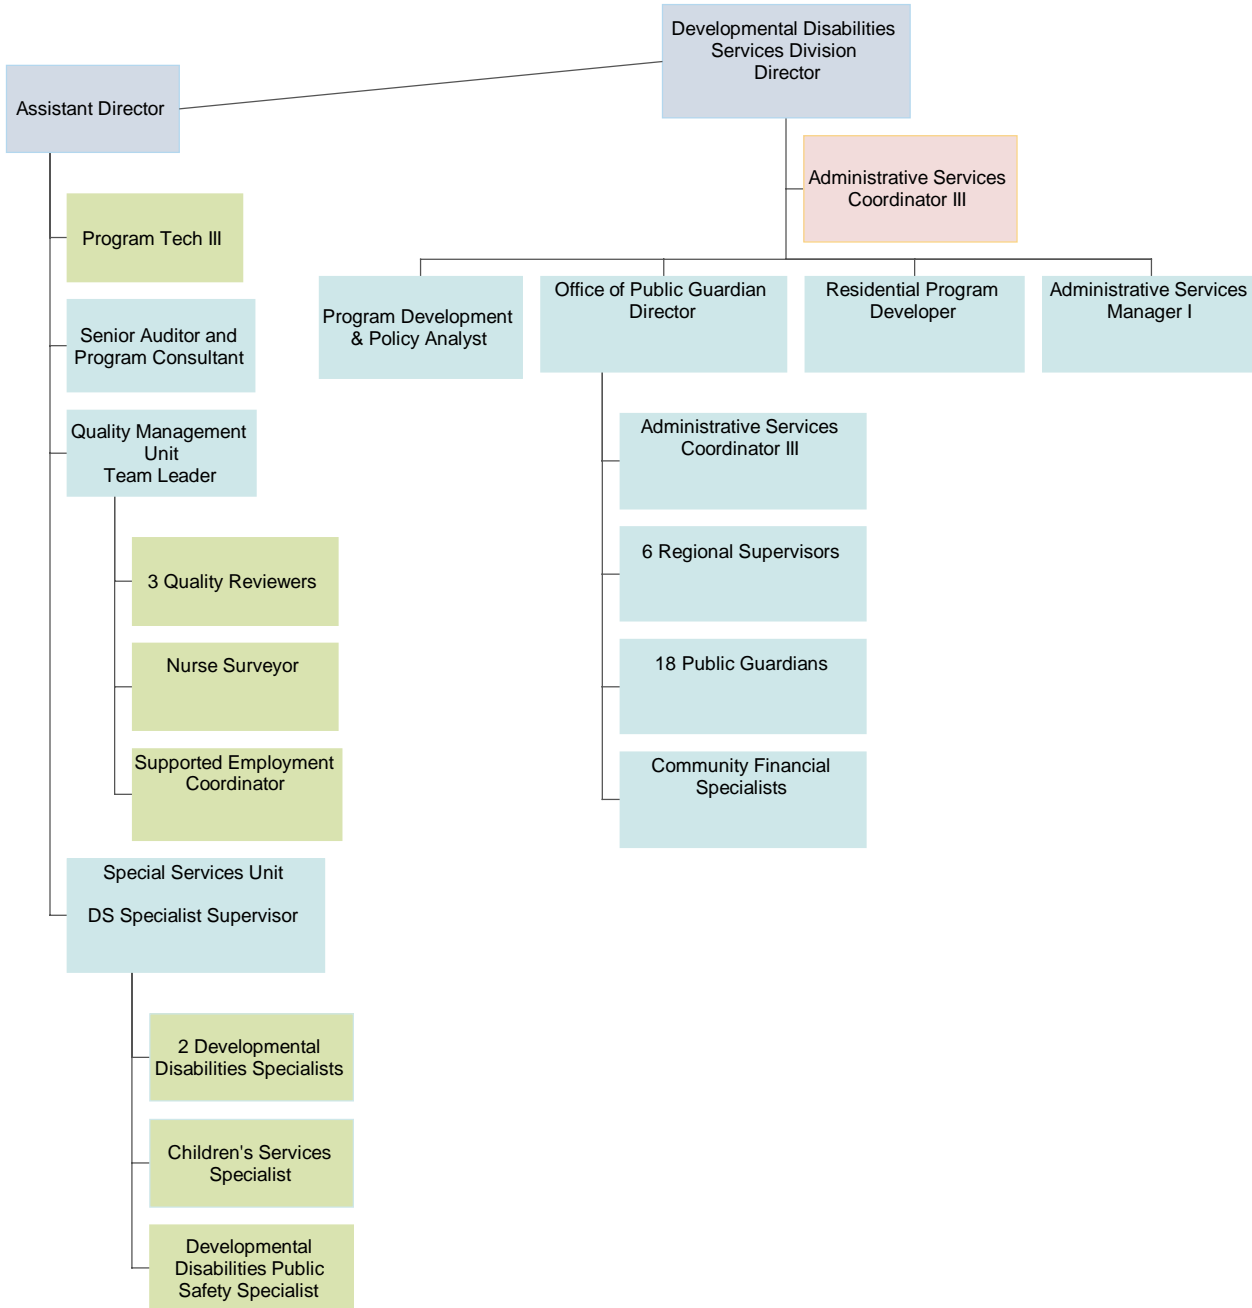 Developmental Disabilities
Services Division
Director
Assistant Director
Administrative Services
Coordinator III
Program Tech III
Senior Auditor and
Program Consultant
Quality Management
Unit
Team Leader
3 Quality Reviewers
Nurse Surveyor
Supported Employment
Coordinator
Special Services Unit
DS Specialist Supervisor
2 Developmental
Disabilities Specialists
Children's Services
Specialist
Developmental
Disabilities Public
Safety Specialist
Program Development
& Policy Analyst
Office of Public Guardian
Director
Administrative Services
Coordinator III
6 Regional Supervisors
18 Public Guardians
Community Financial
Specialists
Residential Program
Developer
Administrative Services
Manager I